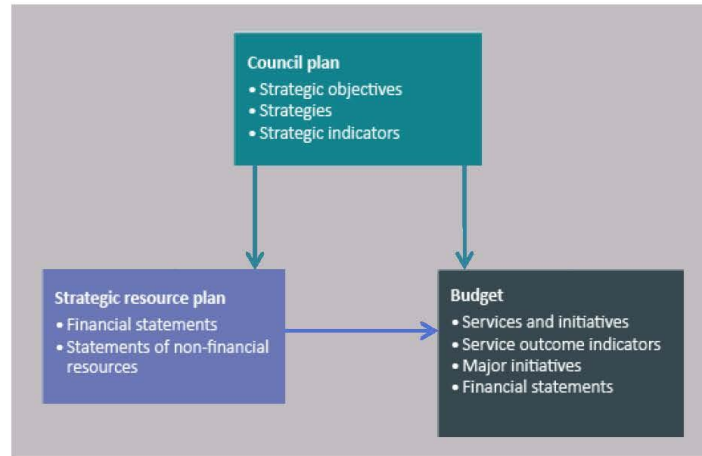 Council plan
• Strategic objectives
• Strategies
• Strategic indicators
Strategic resource plan
• Financial statements
• Statements of non-financial
resources
Budget
• Services and initiatives
• Service outcome indicators
• Major initiatives
• Financial statements